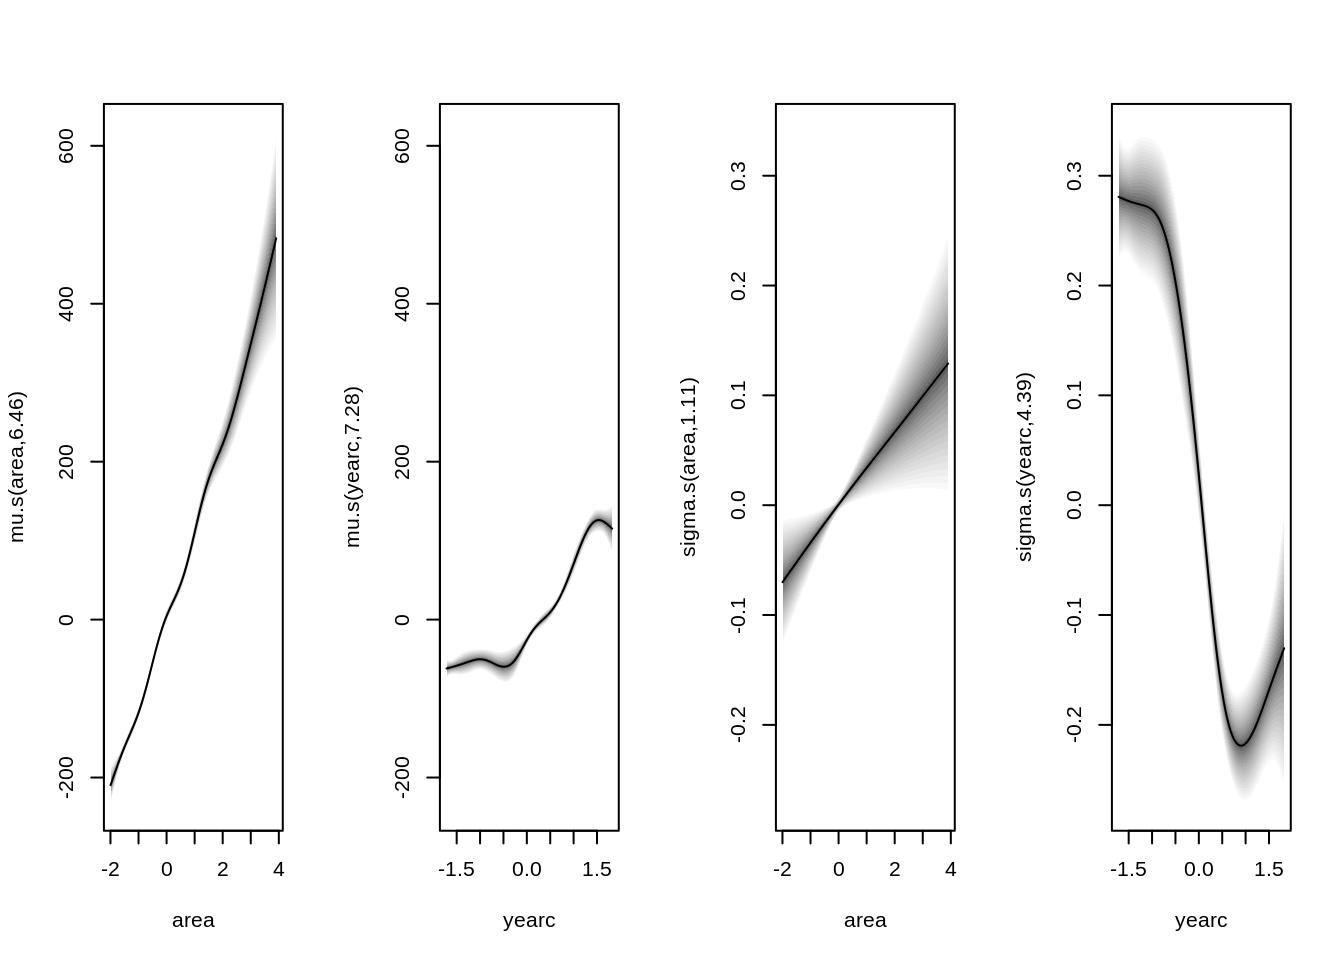 mu.s(area,6.46)
600
400
200
0
-200
-2 0 2 4
area
mu.s(yearc,7.28)
600
400
200
0
-200
-1.5 0.0 1.5
yearc
sigma.s(area,1.11)
0.3
0.2
0.1
0.0
-0.1
-0.2
-2 0 2 4
area
sigma.s(yearc,4.39)
0.3
0.2
0.1
0.0
-0.1
-0.2
-1.5 0.0 1.5
yearc